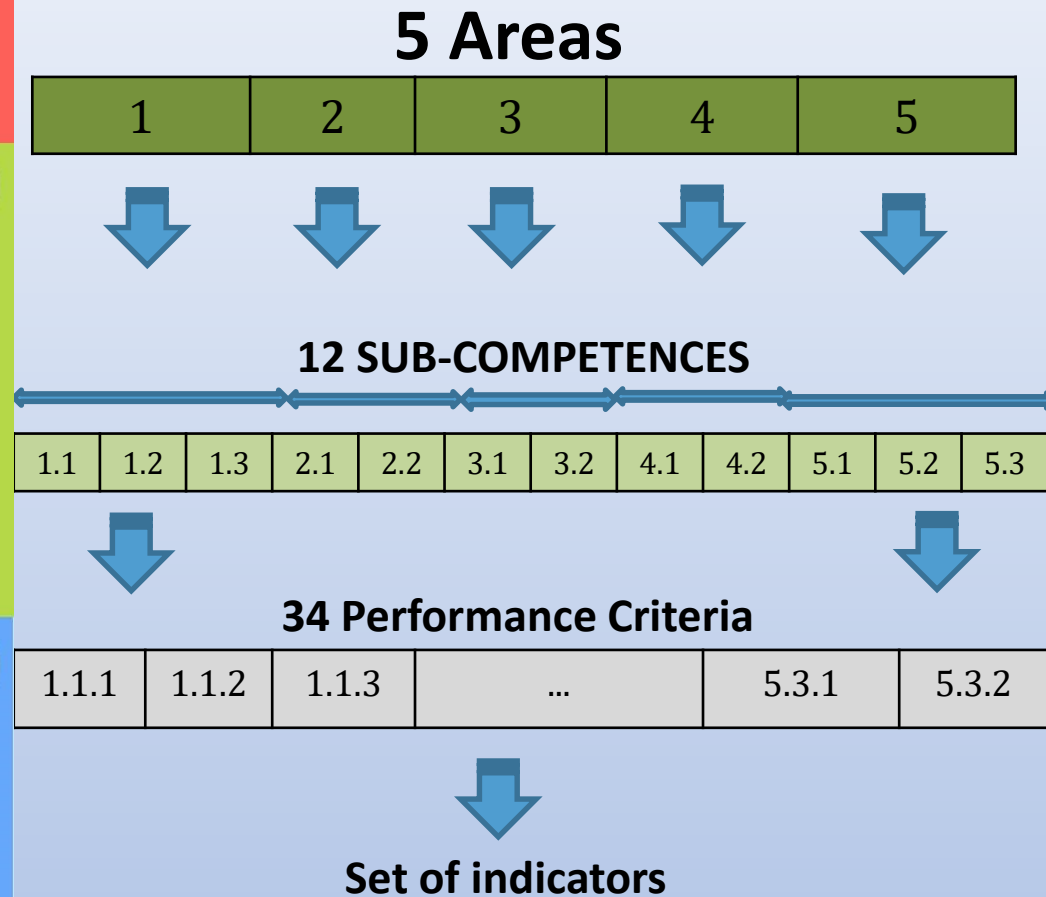 5 Areas
1 2 3 4 5
12 SUB-COMPETENCES
1.1 1.2 1.3 2.1 2.2 3.1 3.2 4.1 4.2 5.1 5.2 5.3
34 Performance Criteria
1.1.1 1.1.2 1.1.3 ... 5.3.1 5.3.2
Set of indicators